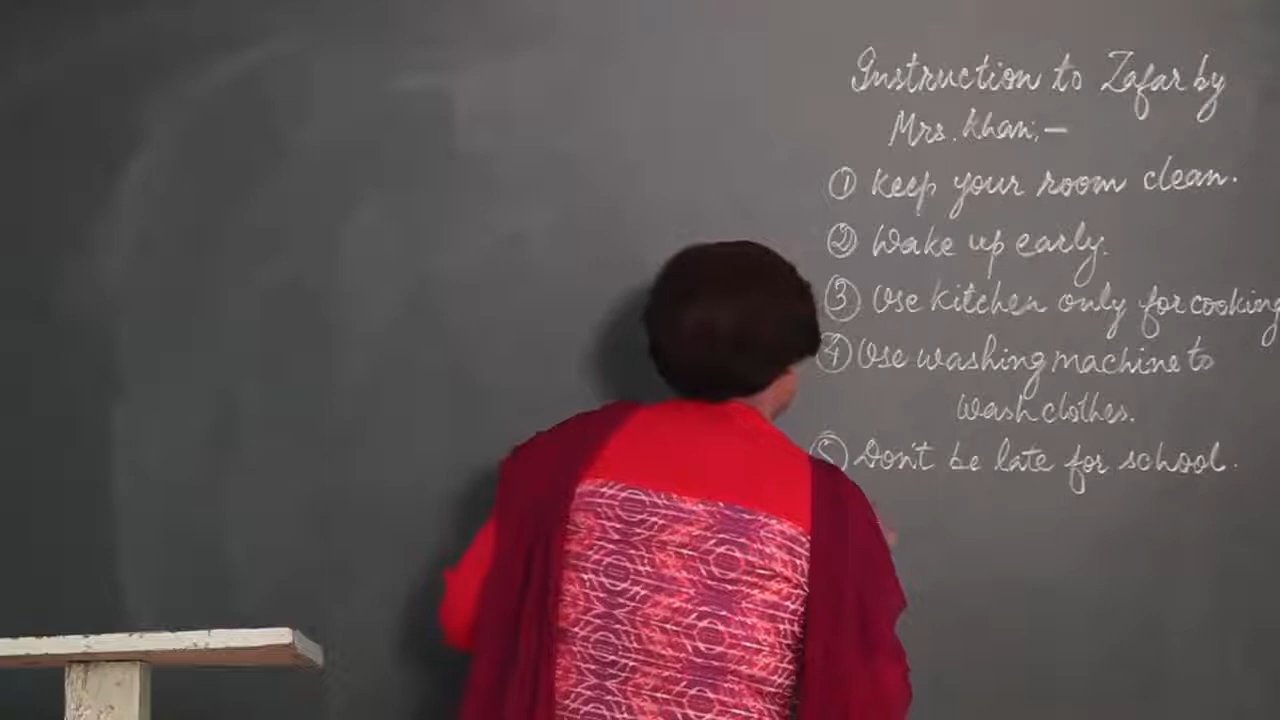 Instruction to Zafar by
Mrs. Khan:-
① Keep your room clean.
② Wake up early.
③ Use kitchen only for cooking
④ Use washing machine to
wash clothes.
⑤ Don't be late for school.